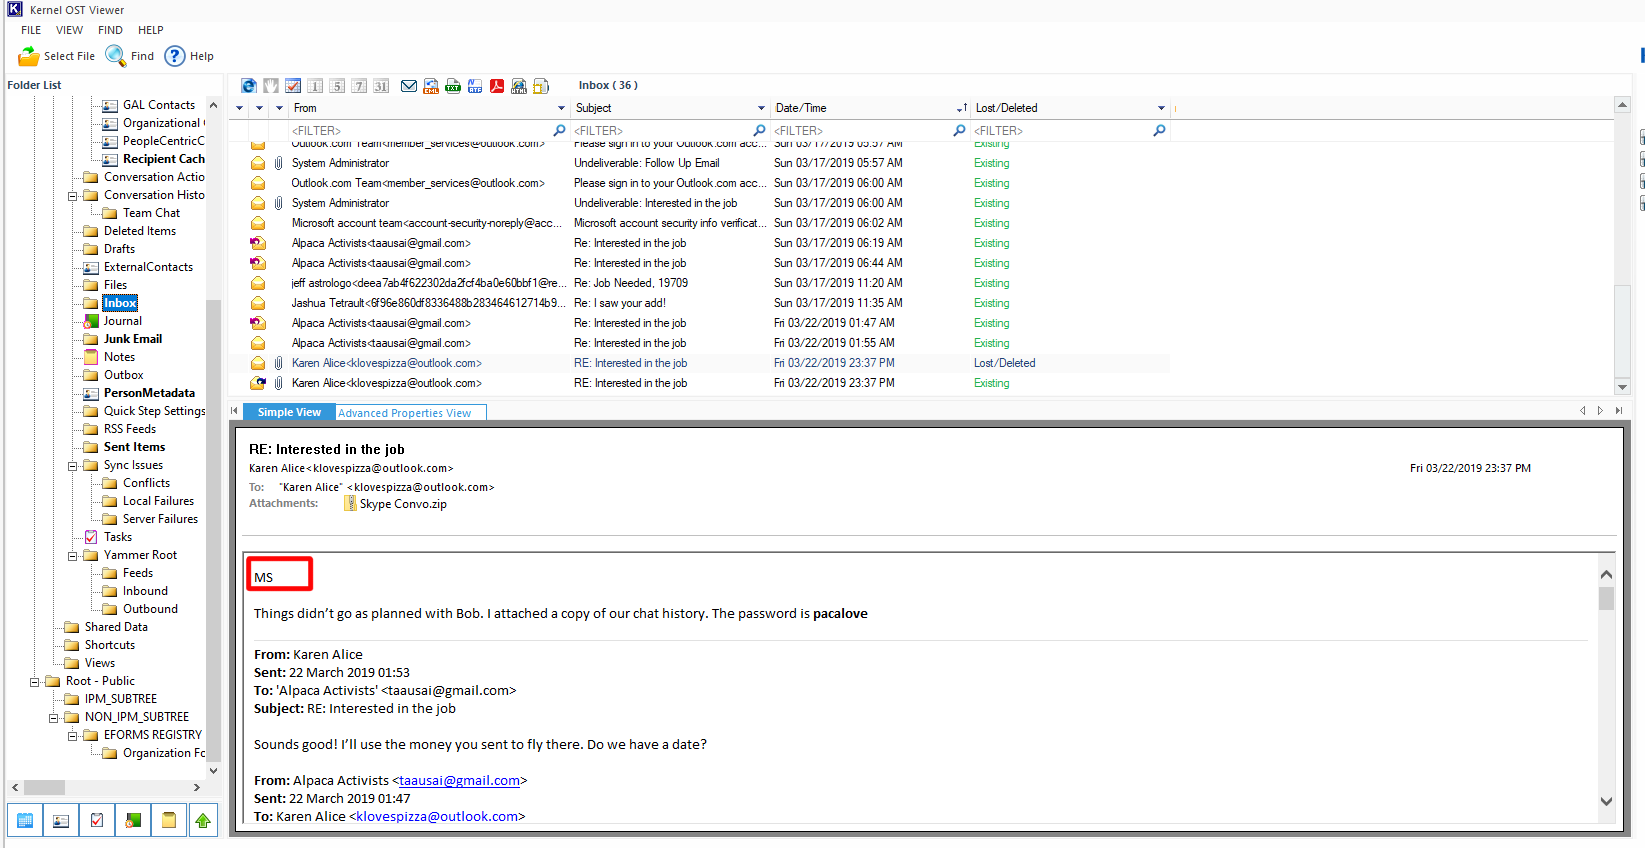 Kernel OST Viewer
FILE VIEW FIND HELP
Select File Find Help
Folder List
GAL Contacts
Organizational
PeopleCentricC
Recipient Cach
Conversation Actio
Conversation Histo
Team Chat
Deleted Items
Drafts
ExternalContacts
Files
Inbox
Journal
Junk Email
Notes
Outbox
PersonMetadata
Quick Step Settings
RSS Feeds
Sent Items
Sync Issues
Conflicts
Local Failures
Server Failures
Tasks
Yammer Root
Feeds
Inbound
Outbound
Shared Data
Shortcuts
Views
Root - Public
IPM_SUBTREE
NON_IPM_SUBTREE
EFORMS REGISTRY
Organization Fo
Inbox ( 36 )
From Subject Date/Time Lost/Deleted
<FILTER> <FILTER> <FILTER> <FILTER>
Outlook.com Team<member_services@outlook.com> Please sign in to your Outlook.com acc... Sun 03/17/2019 05:57 AM Existing
System Administrator Undeliverable: Follow Up Email Sun 03/17/2019 05:57 AM Existing
Outlook.com Team<member_services@outlook.com> Please sign in to your Outlook.com acc... Sun 03/17/2019 06:00 AM Existing
System Administrator Undeliverable: Interested in the job Sun 03/17/2019 06:00 AM Existing
Microsoft account team<account-security-noreply@acc... Microsoft account security info verificat... Sun 03/17/2019 06:02 AM Existing
Alpaca Activists<taausai@gmail.com> Re: Interested in the job Sun 03/17/2019 06:19 AM Existing
Alpaca Activists<taausai@gmail.com> Re: Interested in the job Sun 03/17/2019 06:44 AM Existing
jeff astrologo<deea7ab4f622302da2fcf4ba0e60bbf1@re... Re: Job Needed, 19709 Sun 03/17/2019 11:20 AM Existing
Jashua Tetrault<6f96e860df8336488b283464612714b9... Re: I saw your add! Sun 03/17/2019 11:35 AM Existing
Alpaca Activists<taausai@gmail.com> Re: Interested in the job Fri 03/22/2019 01:47 AM Existing
Alpaca Activists<taausai@gmail.com> Re: Interested in the job Fri 03/22/2019 01:55 AM Existing
Karen Alice<klovespizza@outlook.com> RE: Interested in the job Fri 03/22/2019 23:37 PM Lost/Deleted
Karen Alice<klovespizza@outlook.com> RE: Interested in the job Fri 03/22/2019 23:37 PM Existing
Simple View Advanced Properties View
RE: Interested in the job
Karen Alice<klovespizza@outlook.com> Fri 03/22/2019 23:37 PM
To: "Karen Alice" <klovespizza@outlook.com>
Attachments: Skype Convo.zip
MS
Things didn't go as planned with Bob. I attached a copy of our chat history. The password is pacalove
From: Karen Alice
Sent: 22 March 2019 01:53
To: 'Alpaca Activists' <taausai@gmail.com>
Subject: RE: Interested in the job
Sounds good! I'll use the money you sent to fly there. Do we have a date?
From: Alpaca Activists <taausai@gmail.com>
Sent: 22 March 2019 01:47
To: Karen Alice <klovespizza@outlook.com>